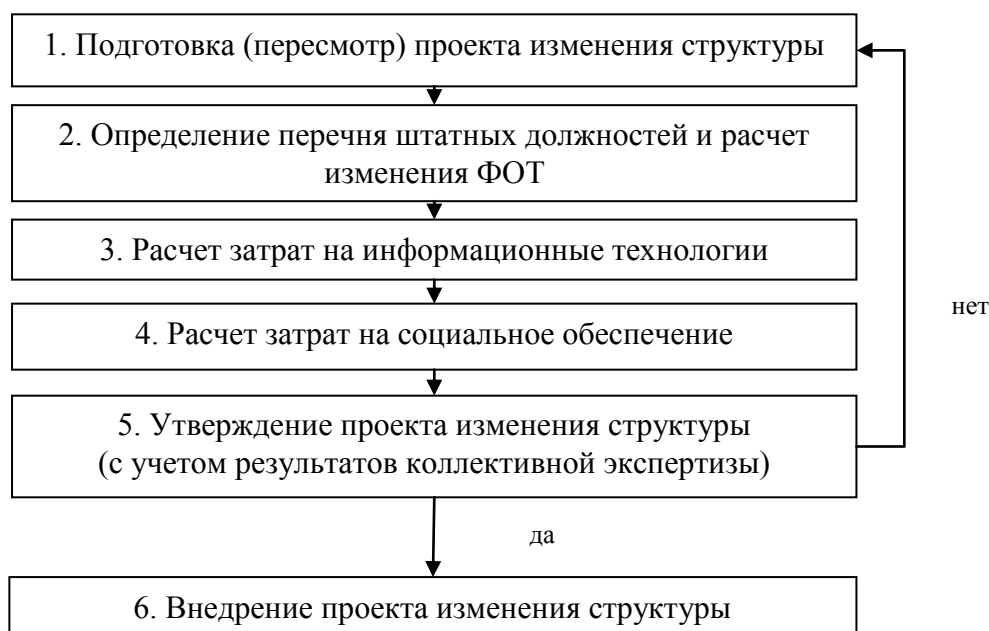 1. Подготовка (пересмотр) проекта изменения структуры
2. Определение перечня штатных должностей и расчет
изменения ФОТ
3. Расчет затрат на информационные технологии
нет
4. Расчет затрат на социальное обеспечение
5. Утверждение проекта изменения структуры
(с учетом результатов коллективной экспертизы)
да
6. Внедрение проекта изменения структуры